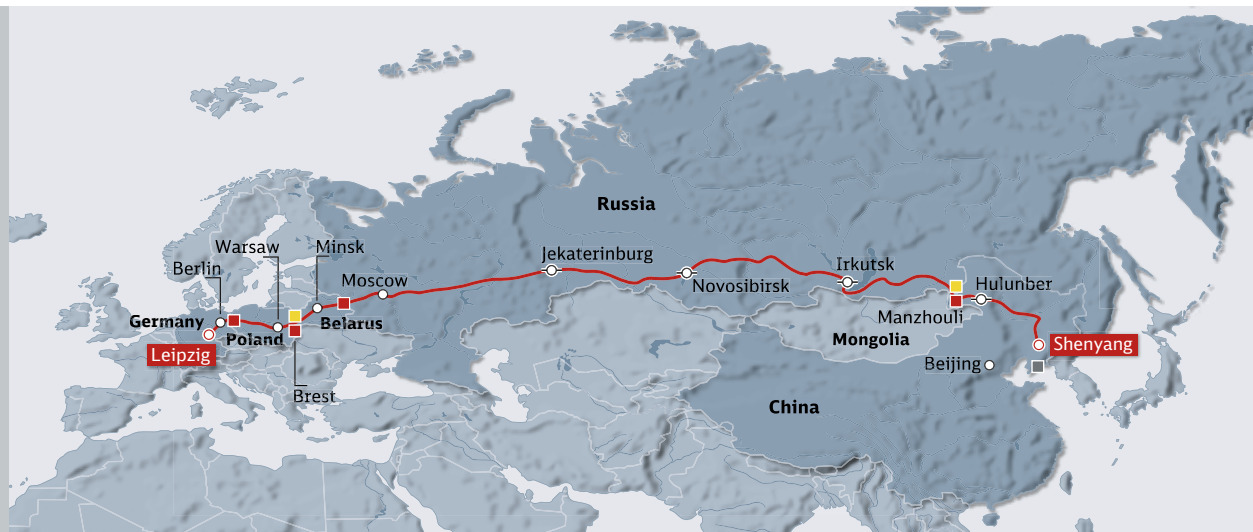 Russia
Warsaw
Minsk
Jekaterinburg
Irkutsk
Berlin
Moscow
Novosibirsk
Hulunber
Germany
Belarus
Manzhouli
Poland
Mongolia
Shenyang
Leipzig
Beijing
Brest
China